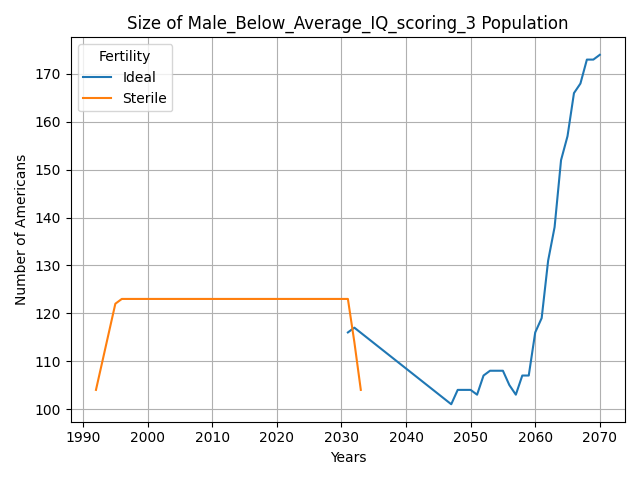 Size of Male_Below_Average_IQ_scoring_3 Population
Fertility
Ideal
Sterile
Number of Americans
170
160
150
140
130
120
110
100
1990 2000 2010 2020 2030 2040 2050 2060 2070
Years